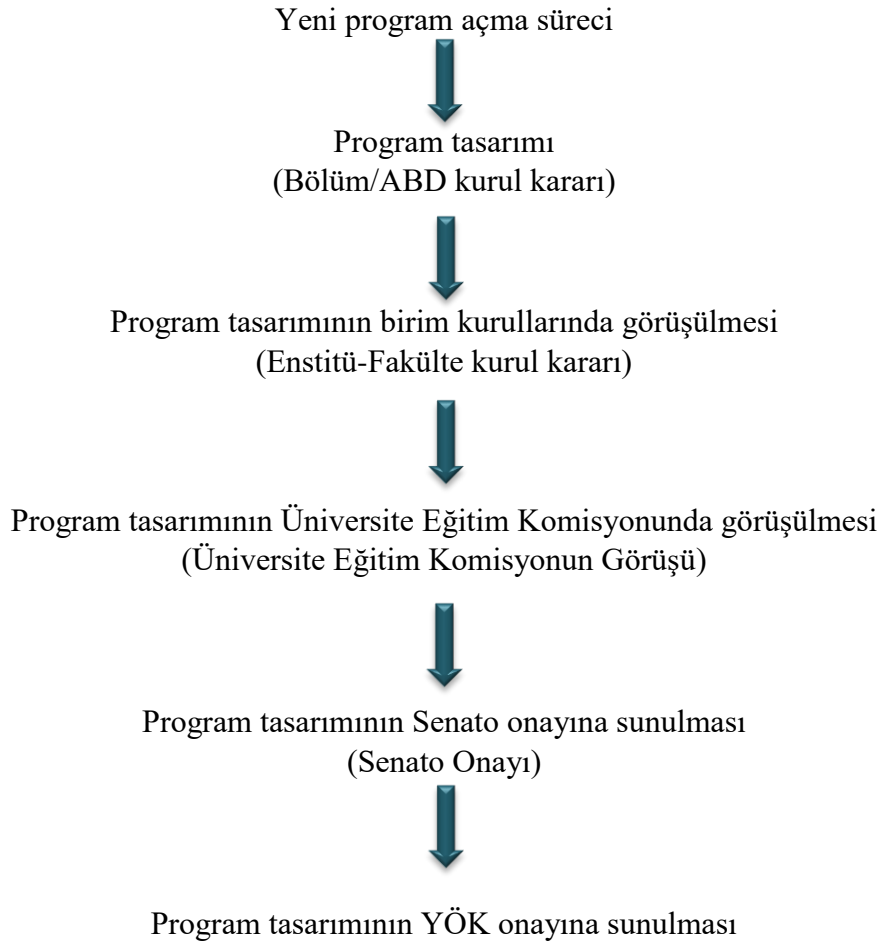 Yeni program açma süreci
Program tasarımı
(Bölüm/ABD kurul kararı)
Program tasarımının birim kurullarında görüşülmesi
(Enstitü-Fakülte kurul kararı)
Program tasarımının Üniversite Eğitim Komisyonunda görüşülmesi
(Üniversite Eğitim Komisyonun Görüşü)
Program tasarımının Senato onayına sunulması
(Senato Onayı)
Program tasarımının YÖK onayına sunulması